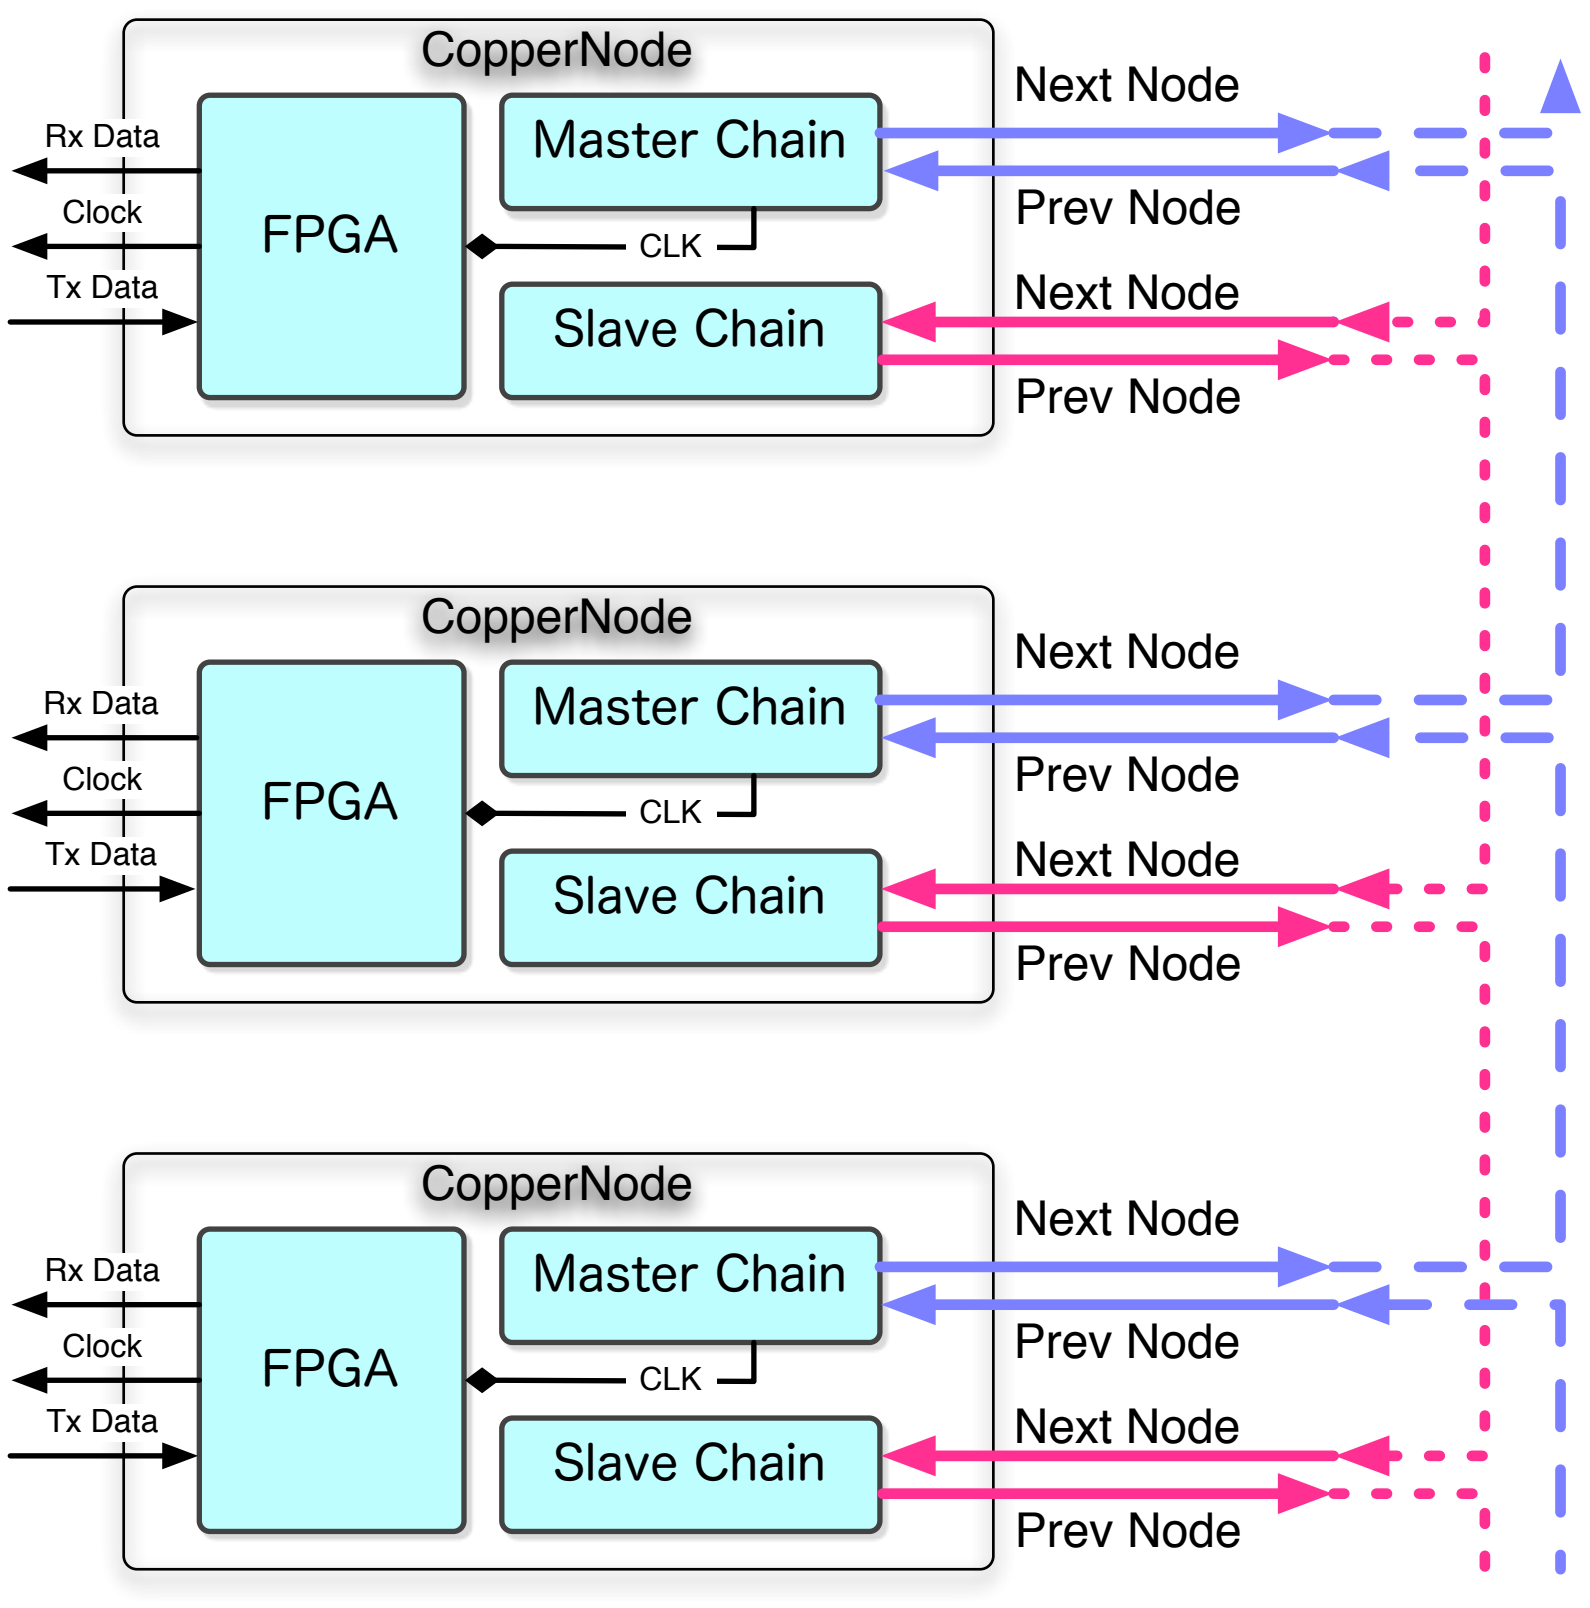 CopperNode
Rx Data
Clock
Tx Data
FPGA
Master Chain
CLK
Slave Chain
Next Node
Prev Node
Next Node
Prev Node
CopperNode
Rx Data
Clock
Tx Data
FPGA
Master Chain
CLK
Slave Chain
Next Node
Prev Node
Next Node
Prev Node
CopperNode
Rx Data
Clock
Tx Data
FPGA
Master Chain
CLK
Slave Chain
Next Node
Prev Node
Next Node
Prev Node